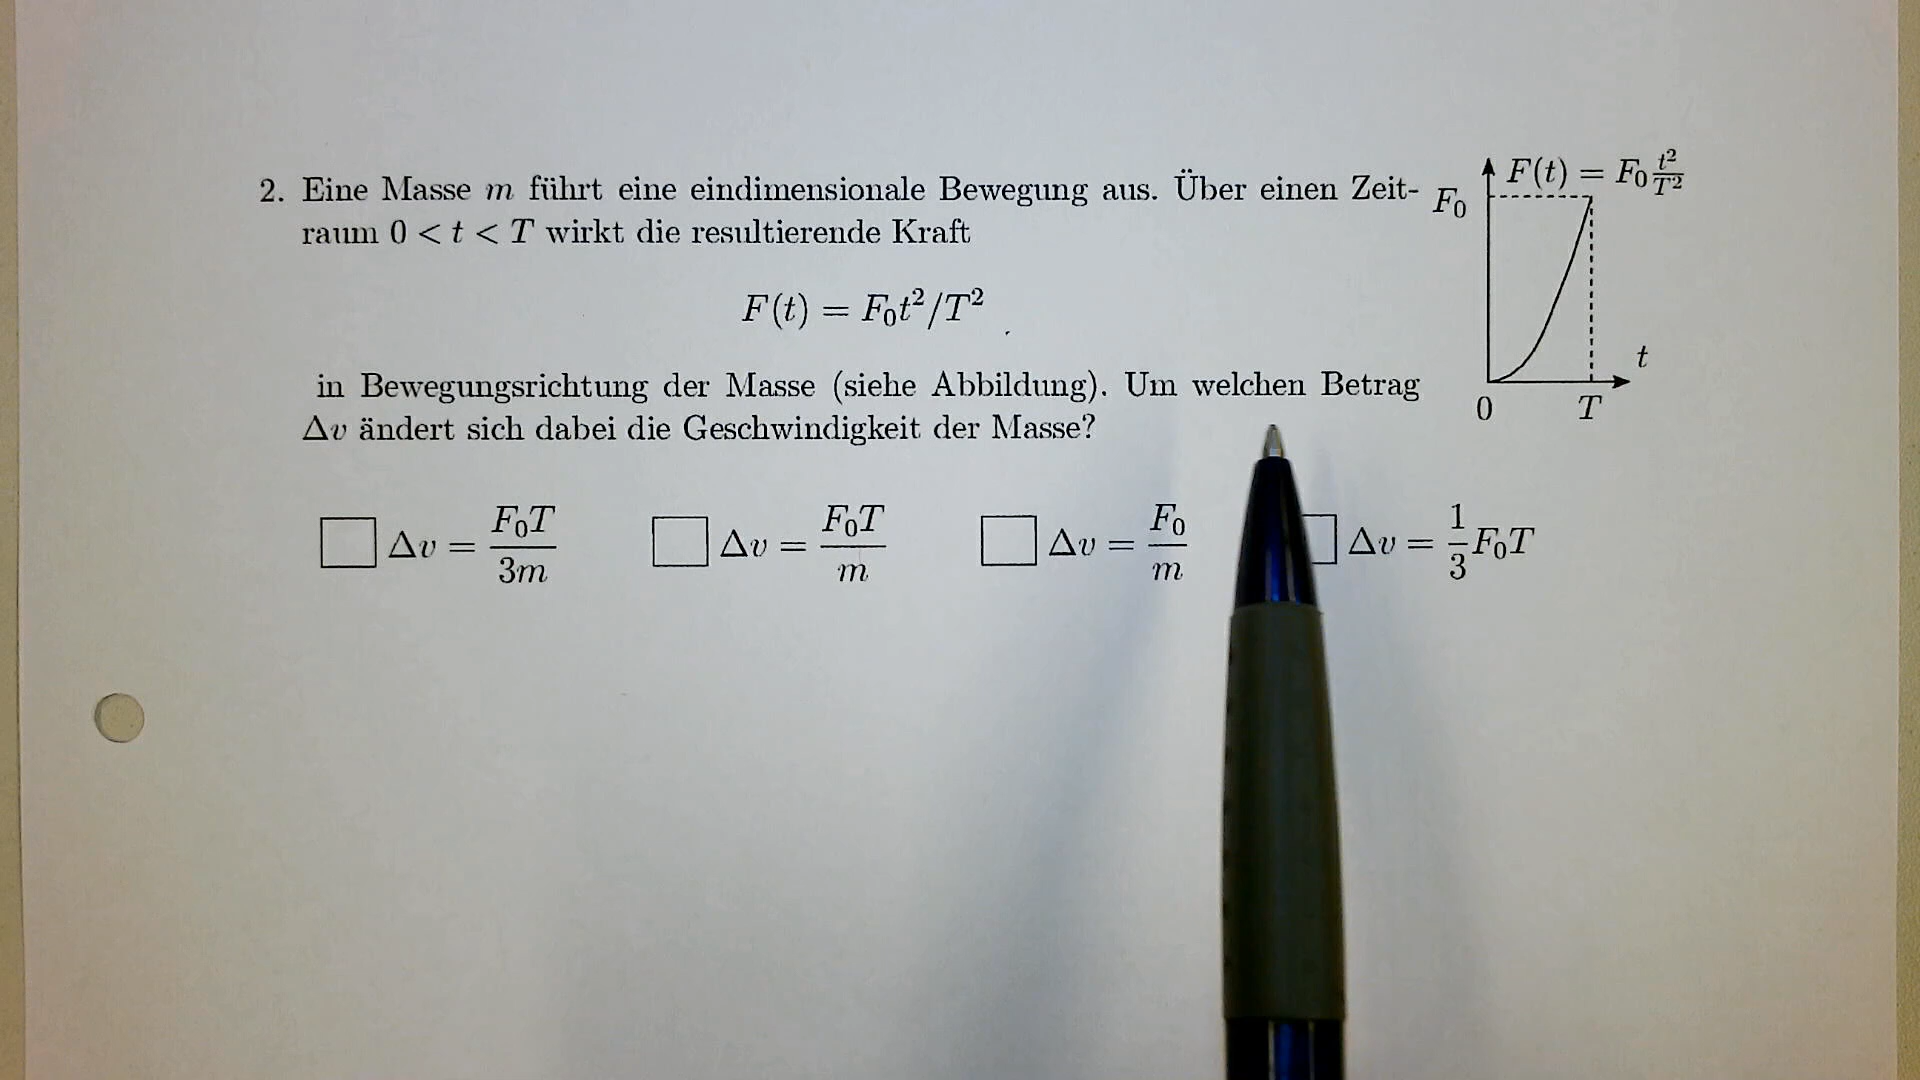 2. Eine Masse m führt eine eindimensionale Bewegung aus. Über einen Zeit-
raum 0 < t < T wirkt die resultierende Kraft
F(t) = F₀t²/T²
in Bewegungsrichtung der Masse (siehe Abbildung). Um welchen Betrag
Δv ändert sich dabei die Geschwindigkeit der Masse?
F(t) = F₀ t²/T²
F₀
t
0 T
Δv = F₀T/3m Δv = F₀T/m Δv = F₀/m Δv = 1/3 F₀T